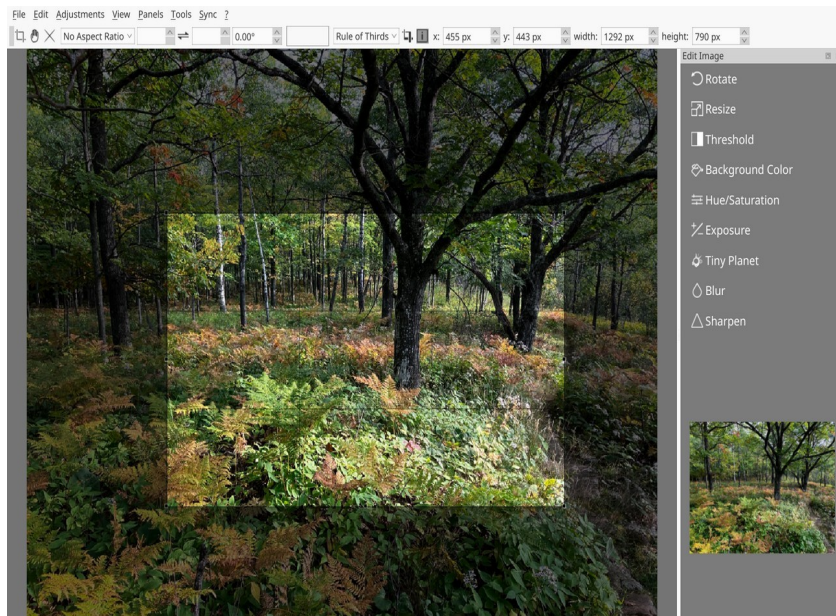 File Edit Adjustments View Panels Tools Sync ?
No Aspect Ratio 0.00° Rule of Thirds i x: 455 px y: 443 px width: 1292 px height: 790 px
Edit Image
Rotate
Resize
Threshold
Background Color
Hue/Saturation
Exposure
Tiny Planet
Blur
Sharpen